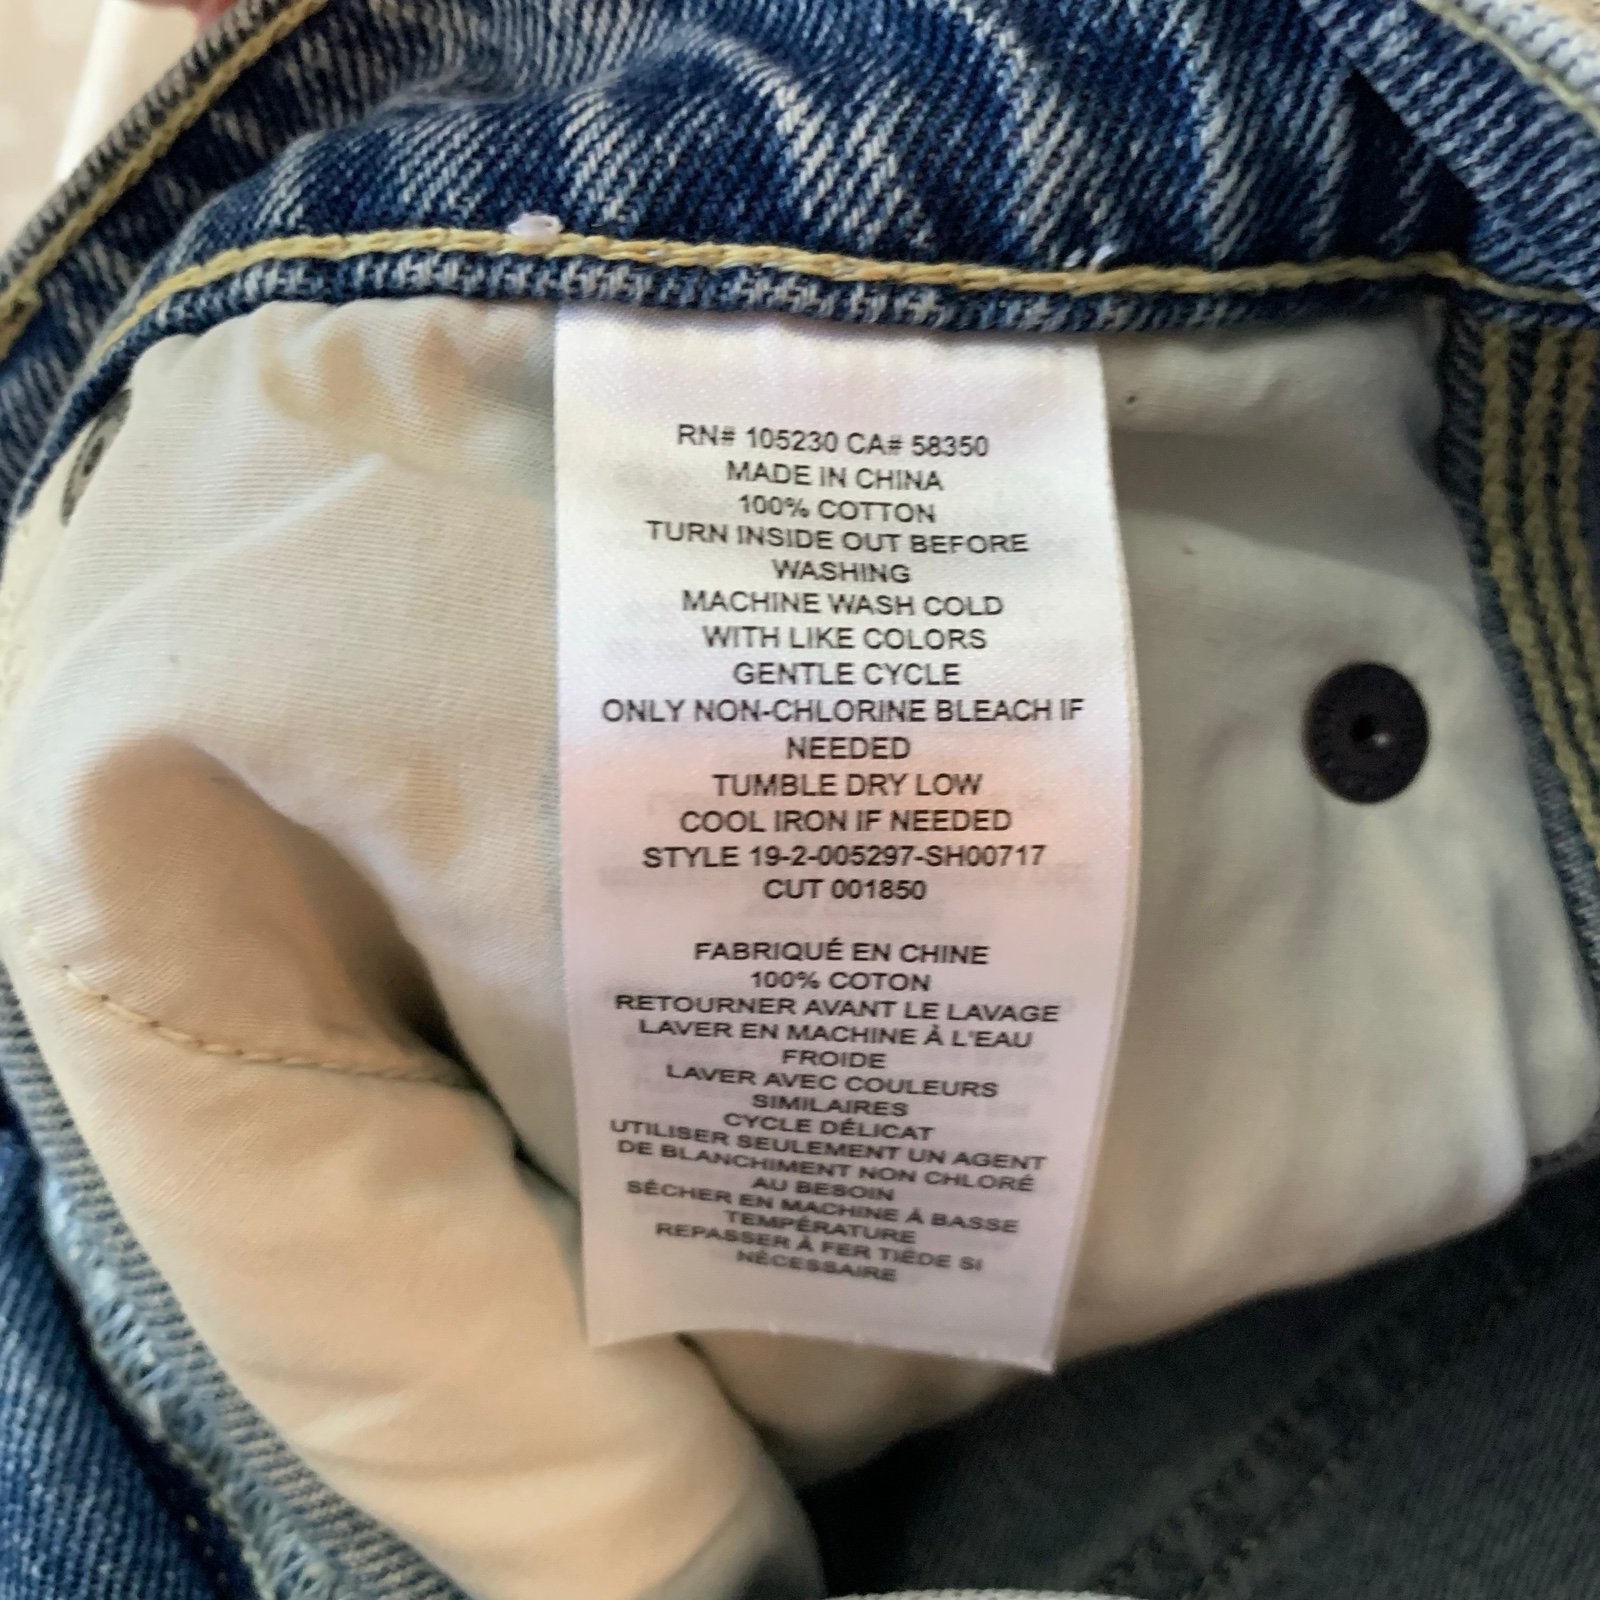 RN# 105230 CA# 58350
MADE IN CHINA
100% COTTON
TURN INSIDE OUT BEFORE
WASHING
MACHINE WASH COLD
WITH LIKE COLORS
GENTLE CYCLE
ONLY NON-CHLORINE BLEACH IF
NEEDED
TUMBLE DRY LOW
COOL IRON IF NEEDED
STYLE 19-2-005297-SH00717
CUT 001850
FABRIQUÉ EN CHINE
100% COTON
RETOURNER AVANT LE LAVAGE
LAVER EN MACHINE À L'EAU
FROIDE
LAVER AVEC COULEURS
SIMILAIRES
CYCLE DÉLICAT
UTILISER SEULEMENT UN AGENT
DE BLANCHIMENT NON CHLORÉ
AU BESOIN
SÉCHER EN MACHINE À BASSE
TEMPÉRATURE
REPASSER À FER TIÉDE SI
NÉCESSAIRE